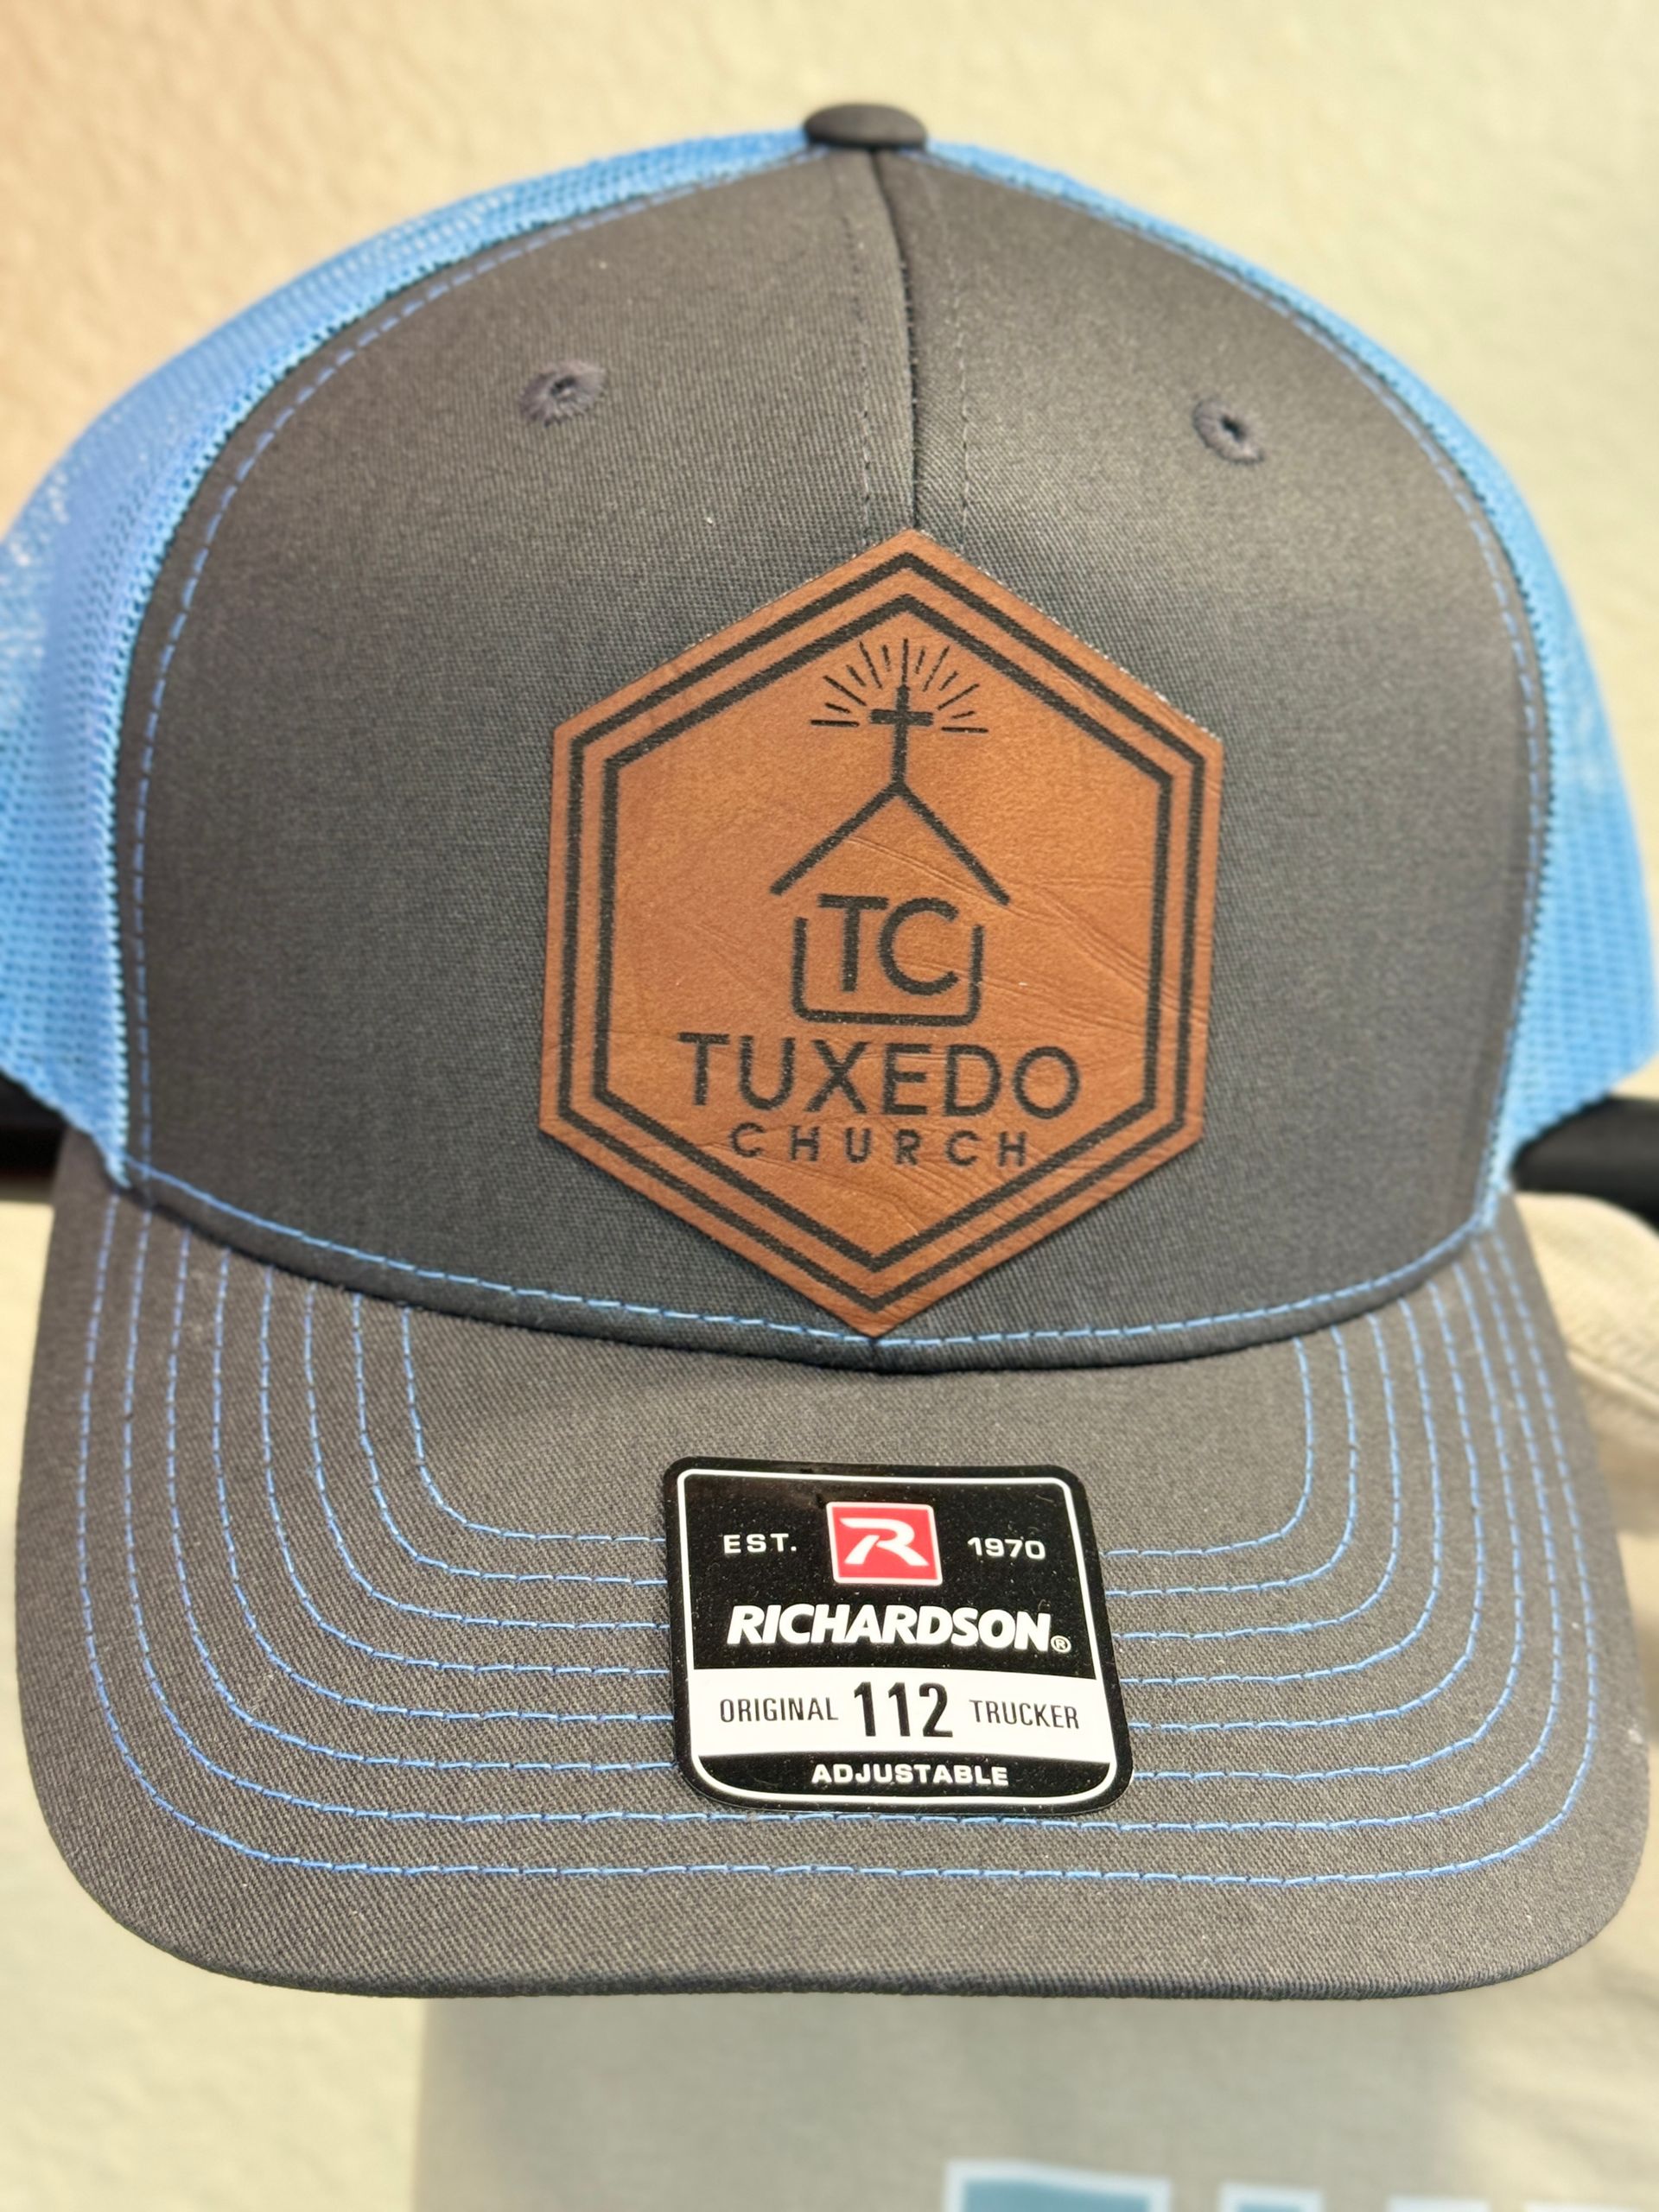 TC
TUXEDO
CHURCH
EST. R 1970
RICHARDSON®
ORIGINAL 112 TRUCKER
ADJUSTABLE